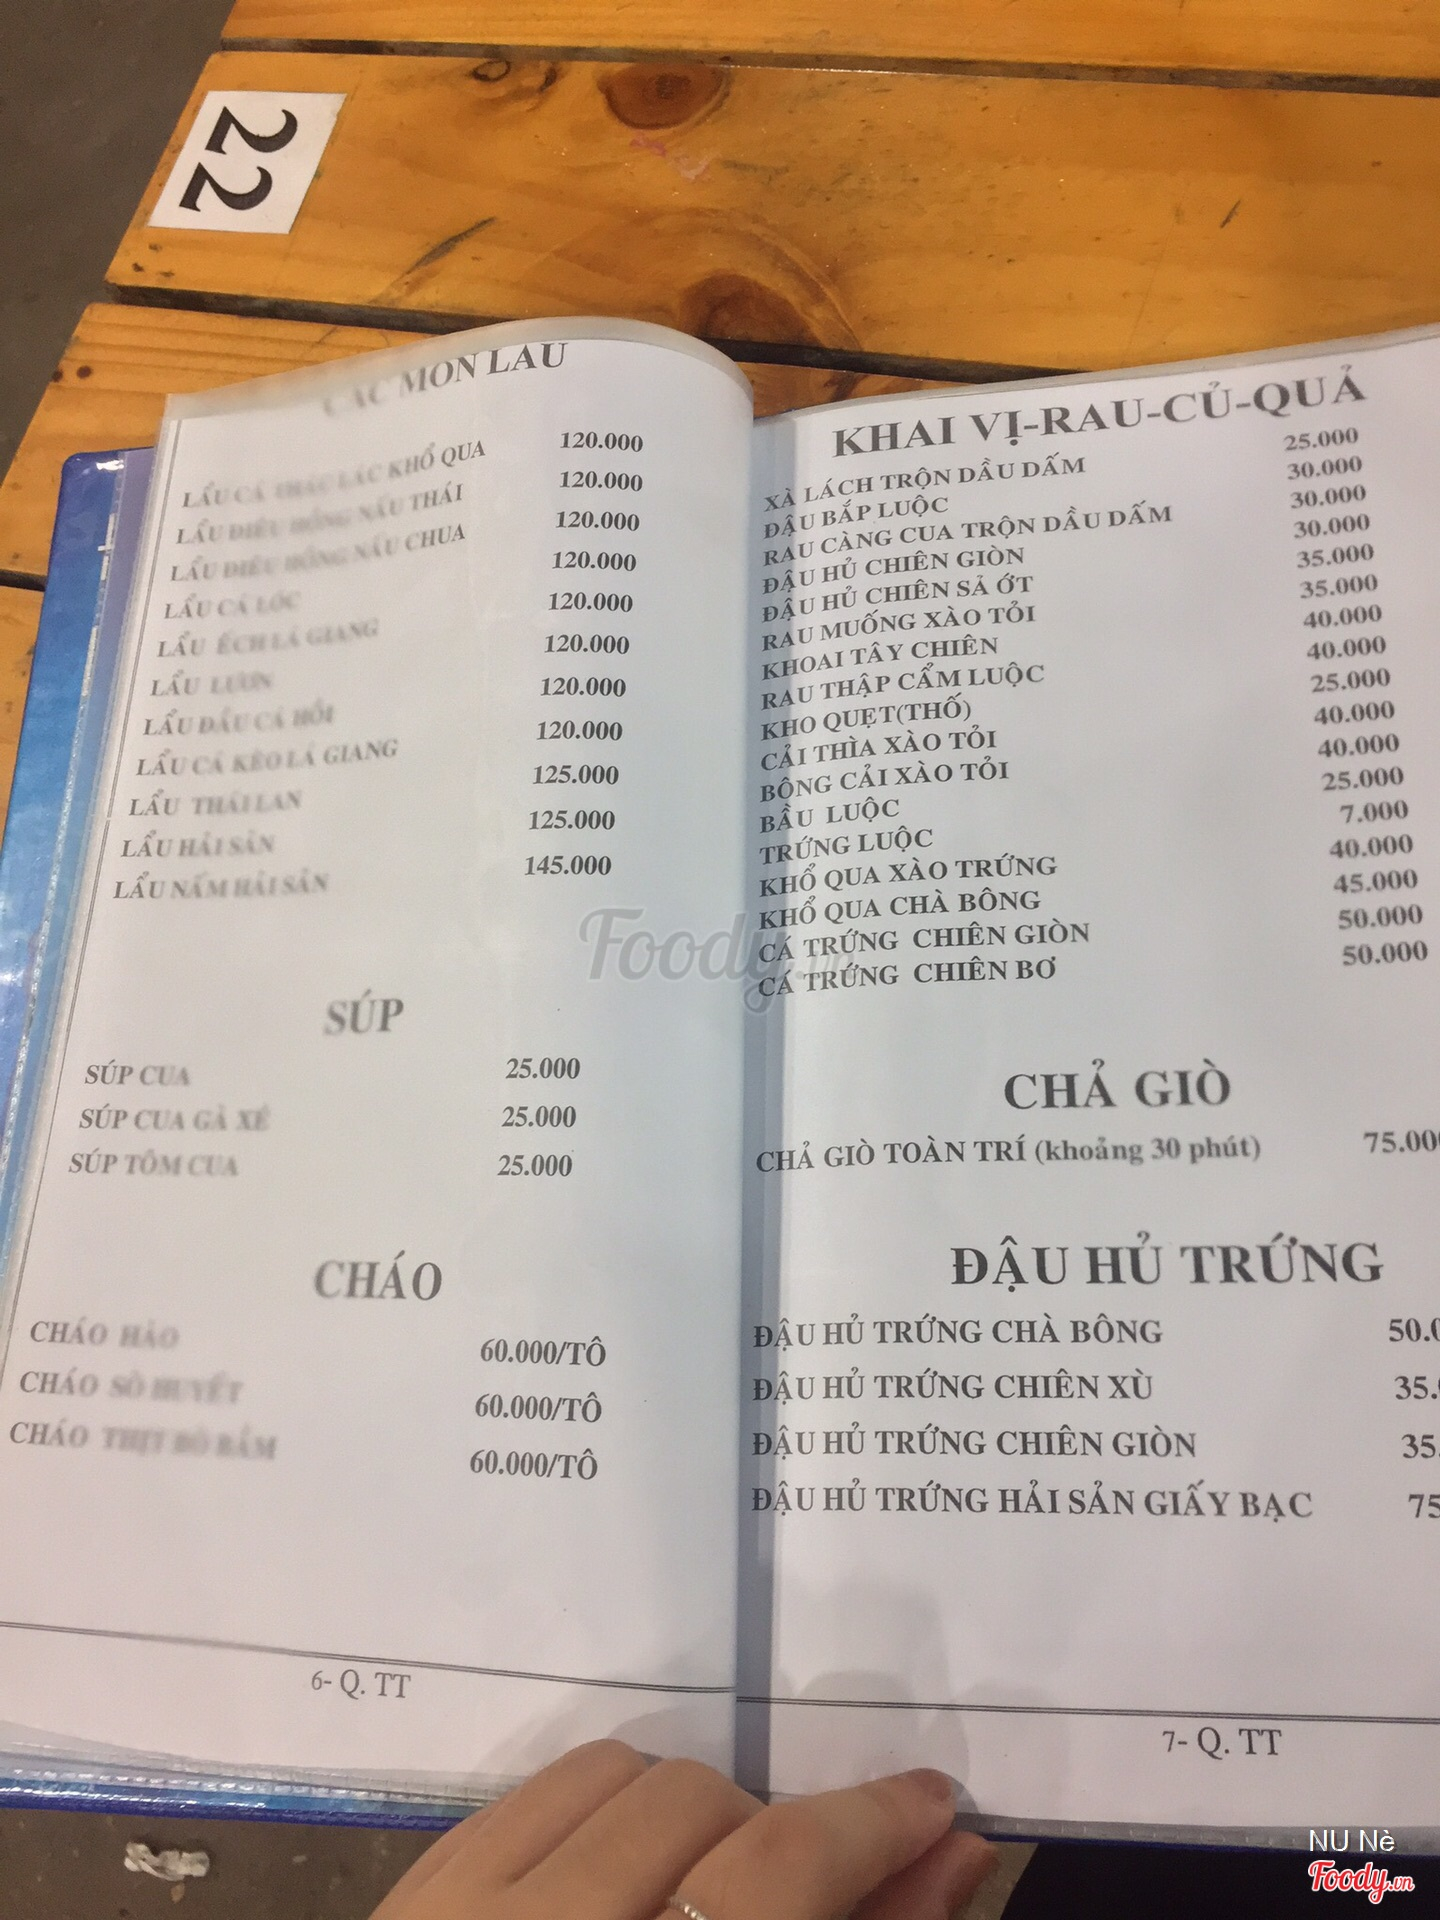 22
CÁC MÓN LẨU
LẨU CÁ THÁC LÁC KHỔ QUA 120.000
LẨU ĐIÊU HỒNG NẤU THÁI 120.000
LẨU ĐIÊU HỒNG NẤU CHUA 120.000
LẨU CÁ LÓC 120.000
LẨU ẾCH LÁ GIANG 120.000
LẨU LƯƠN 120.000
LẨU ĐẦU CÁ HỒI 120.000
LẨU CÁ KÈO LÁ GIANG 120.000
LẨU THÁI LAN 125.000
LẨU HẢI SẢN 125.000
LẨU NẤM HẢI SẢN 145.000
SÚP
SÚP CUA 25.000
SÚP CUA GÀ XÉ 25.000
SÚP TÔM CUA 25.000
CHÁO
CHÁO HÀO 60.000/TÔ
CHÁO SÒ HUYẾT 60.000/TÔ
CHÁO THỊT BÒ BẰM 60.000/TÔ
6- Q. TT
KHAI VỊ-RAU-CỦ-QUẢ
XÀ LÁCH TRỘN DẦU DẤM 25.000
ĐẬU BẮP LUỘC 30.000
RAU CÀNG CUA TRỘN DẦU DẤM 30.000
ĐẬU HỦ CHIÊN GIÒN 30.000
ĐẬU HỦ CHIÊN SẢ ỚT 35.000
RAU MUỐNG XÀO TỎI 35.000
KHOAI TÂY CHIÊN 40.000
RAU THẬP CẨM LUỘC 40.000
KHO QUẸT(THỐ) 25.000
CẢI THÌA XÀO TỎI 40.000
BÔNG CẢI XÀO TỎI 40.000
BẦU LUỘC 25.000
TRỨNG LUỘC 7.000
KHỔ QUA XÀO TRỨNG 40.000
KHỔ QUA CHÀ BÔNG 45.000
CÁ TRỨNG CHIÊN GIÒN 50.000
CÁ TRỨNG CHIÊN BƠ 50.000
CHẢ GIÒ
CHẢ GIÒ TOÀN TRÍ (khoảng 30 phút) 75.000
ĐẬU HỦ TRỨNG
ĐẬU HỦ TRỨNG CHÀ BÔNG 50.0
ĐẬU HỦ TRỨNG CHIÊN XÙ 35.
ĐẬU HỦ TRỨNG CHIÊN GIÒN 35.
ĐẬU HỦ TRỨNG HẢI SẢN GIẤY BẠC 75
7- Q. TT
Foody.vn
NU Nè
Foody.vn